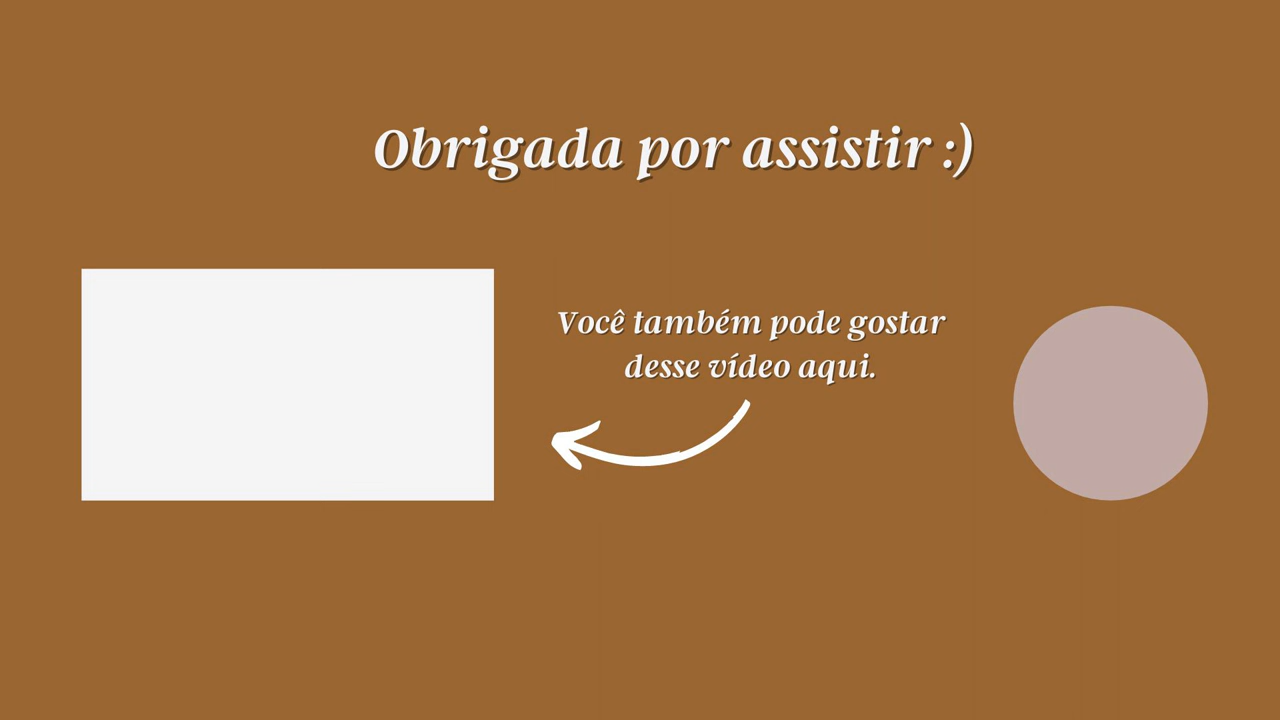 Obrigada por assistir :)
Você também pode gostar
desse vídeo aqui.